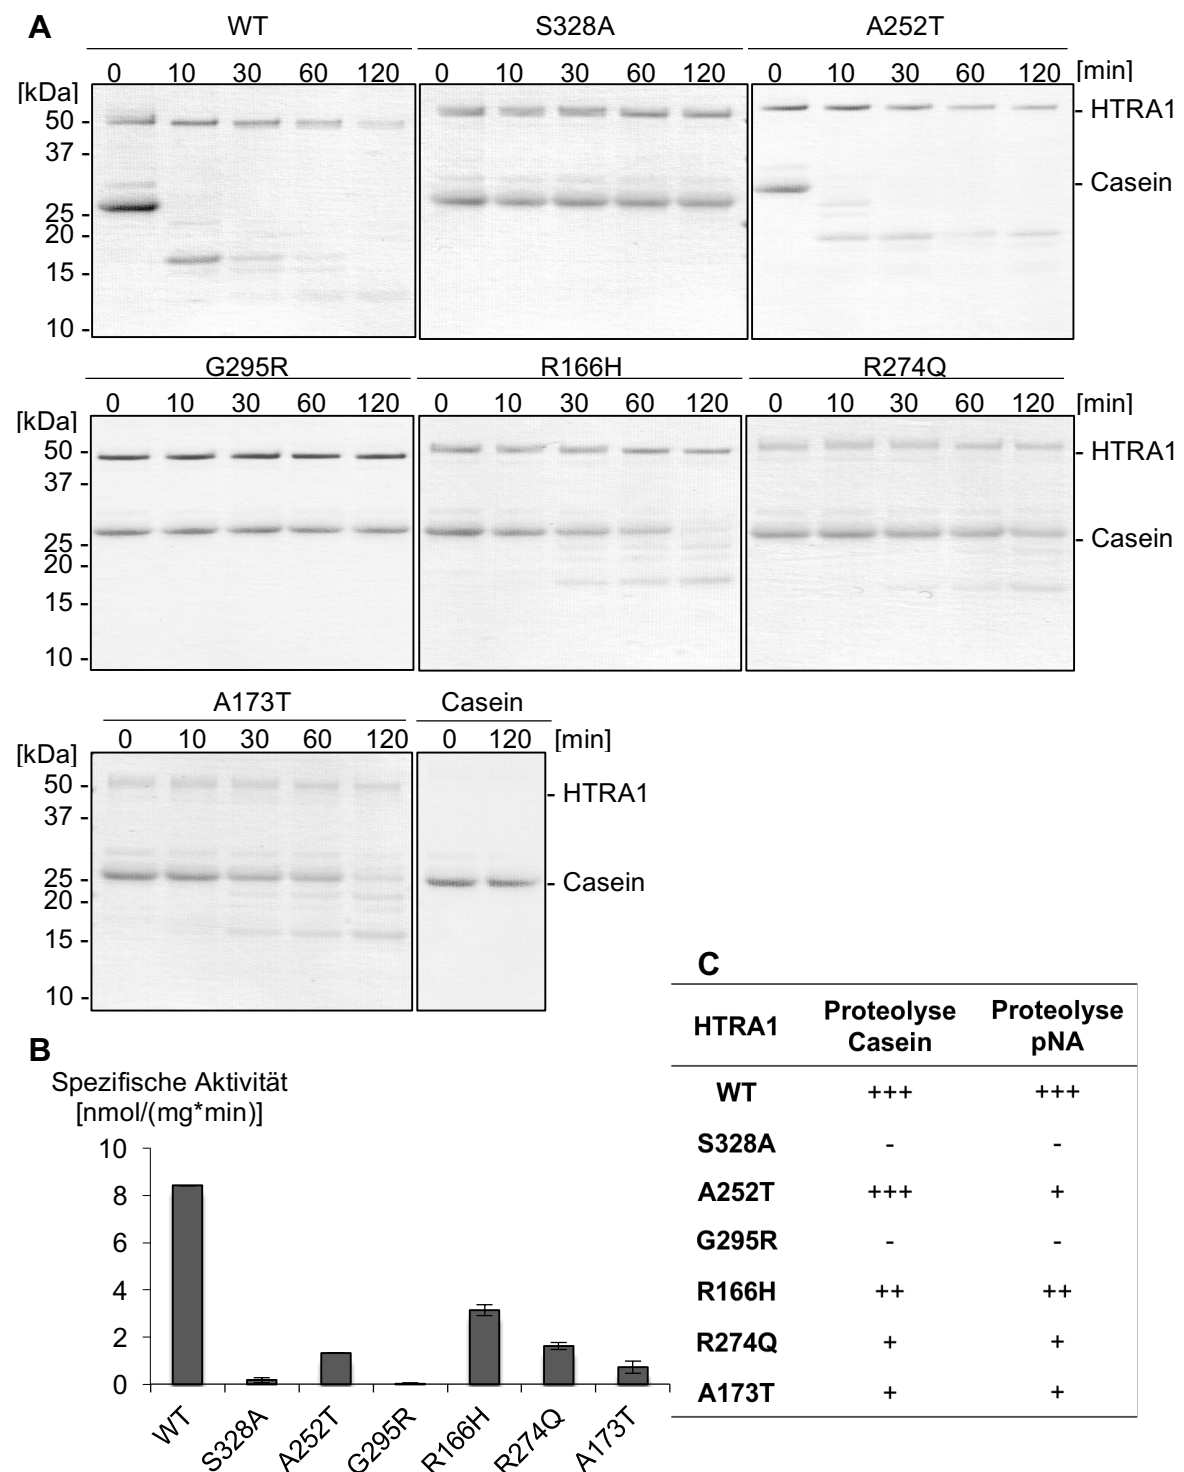 A
WT S328A A252T
0 10 30 60 120 0 10 30 60 120 0 10 30 60 120 [min]
[kDa]
50 - - HTRA1
37 -
- Casein
25 -
20 -
15 -
10 -
G295R R166H R274Q
0 10 30 60 120 0 10 30 60 120 0 10 30 60 120 [min]
[kDa]
50 - - HTRA1
37 -
25 - - Casein
20 -
15 -
10 -
A173T Casein
0 10 30 60 120 0 120 [min]
[kDa]
50 - - HTRA1
37 -
25 - - Casein
20 -
15 -
10 -
B
Spezifische Aktivität
[nmol/(mg*min)]
10
8
6
4
2
0
WT S328A A252T G295R R166H R274Q A173T
C
HTRA1 Proteolyse Casein Proteolyse pNA
WT +++ +++
S328A - -
A252T +++ +
G295R - -
R166H ++ ++
R274Q + +
A173T + +